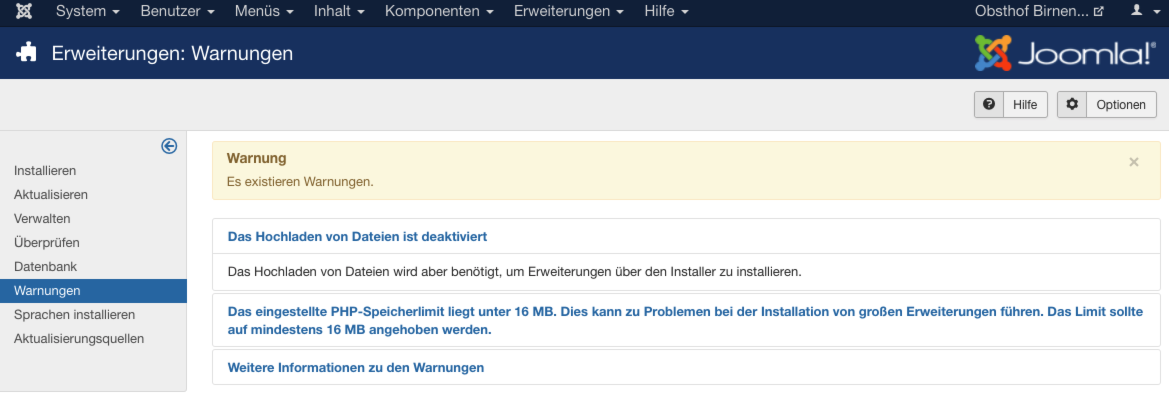 System Benutzer Menüs Inhalt Komponenten Erweiterungen Hilfe Obsthof Birnen...
Erweiterungen: Warnungen Joomla!®
Hilfe Optionen
Installieren
Aktualisieren
Verwalten
Überprüfen
Datenbank
Warnungen
Sprachen installieren
Aktualisierungsquellen
Warnung
Es existieren Warnungen.
Das Hochladen von Dateien ist deaktiviert
Das Hochladen von Dateien wird aber benötigt, um Erweiterungen über den Installer zu installieren.
Das eingestellte PHP-Speicherlimit liegt unter 16 MB. Dies kann zu Problemen bei der Installation von großen Erweiterungen führen. Das Limit sollte
auf mindestens 16 MB angehoben werden.
Weitere Informationen zu den Warnungen